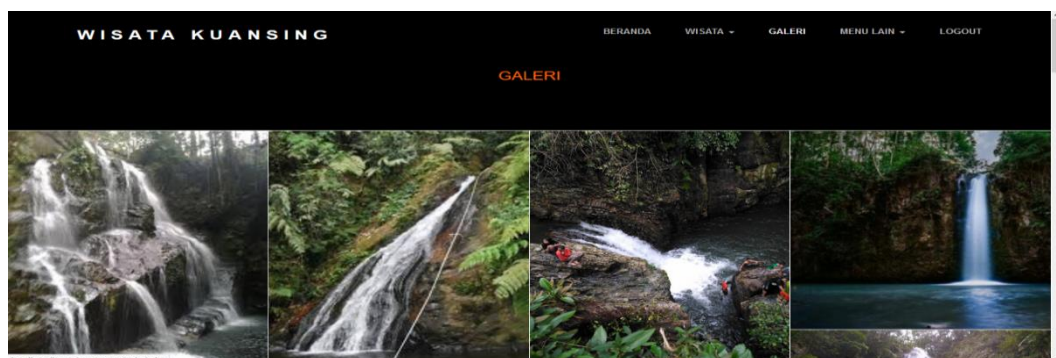 WISATA KUANSING
BERANDA WISATA GALERI MENU LAIN LOGOUT
GALERI